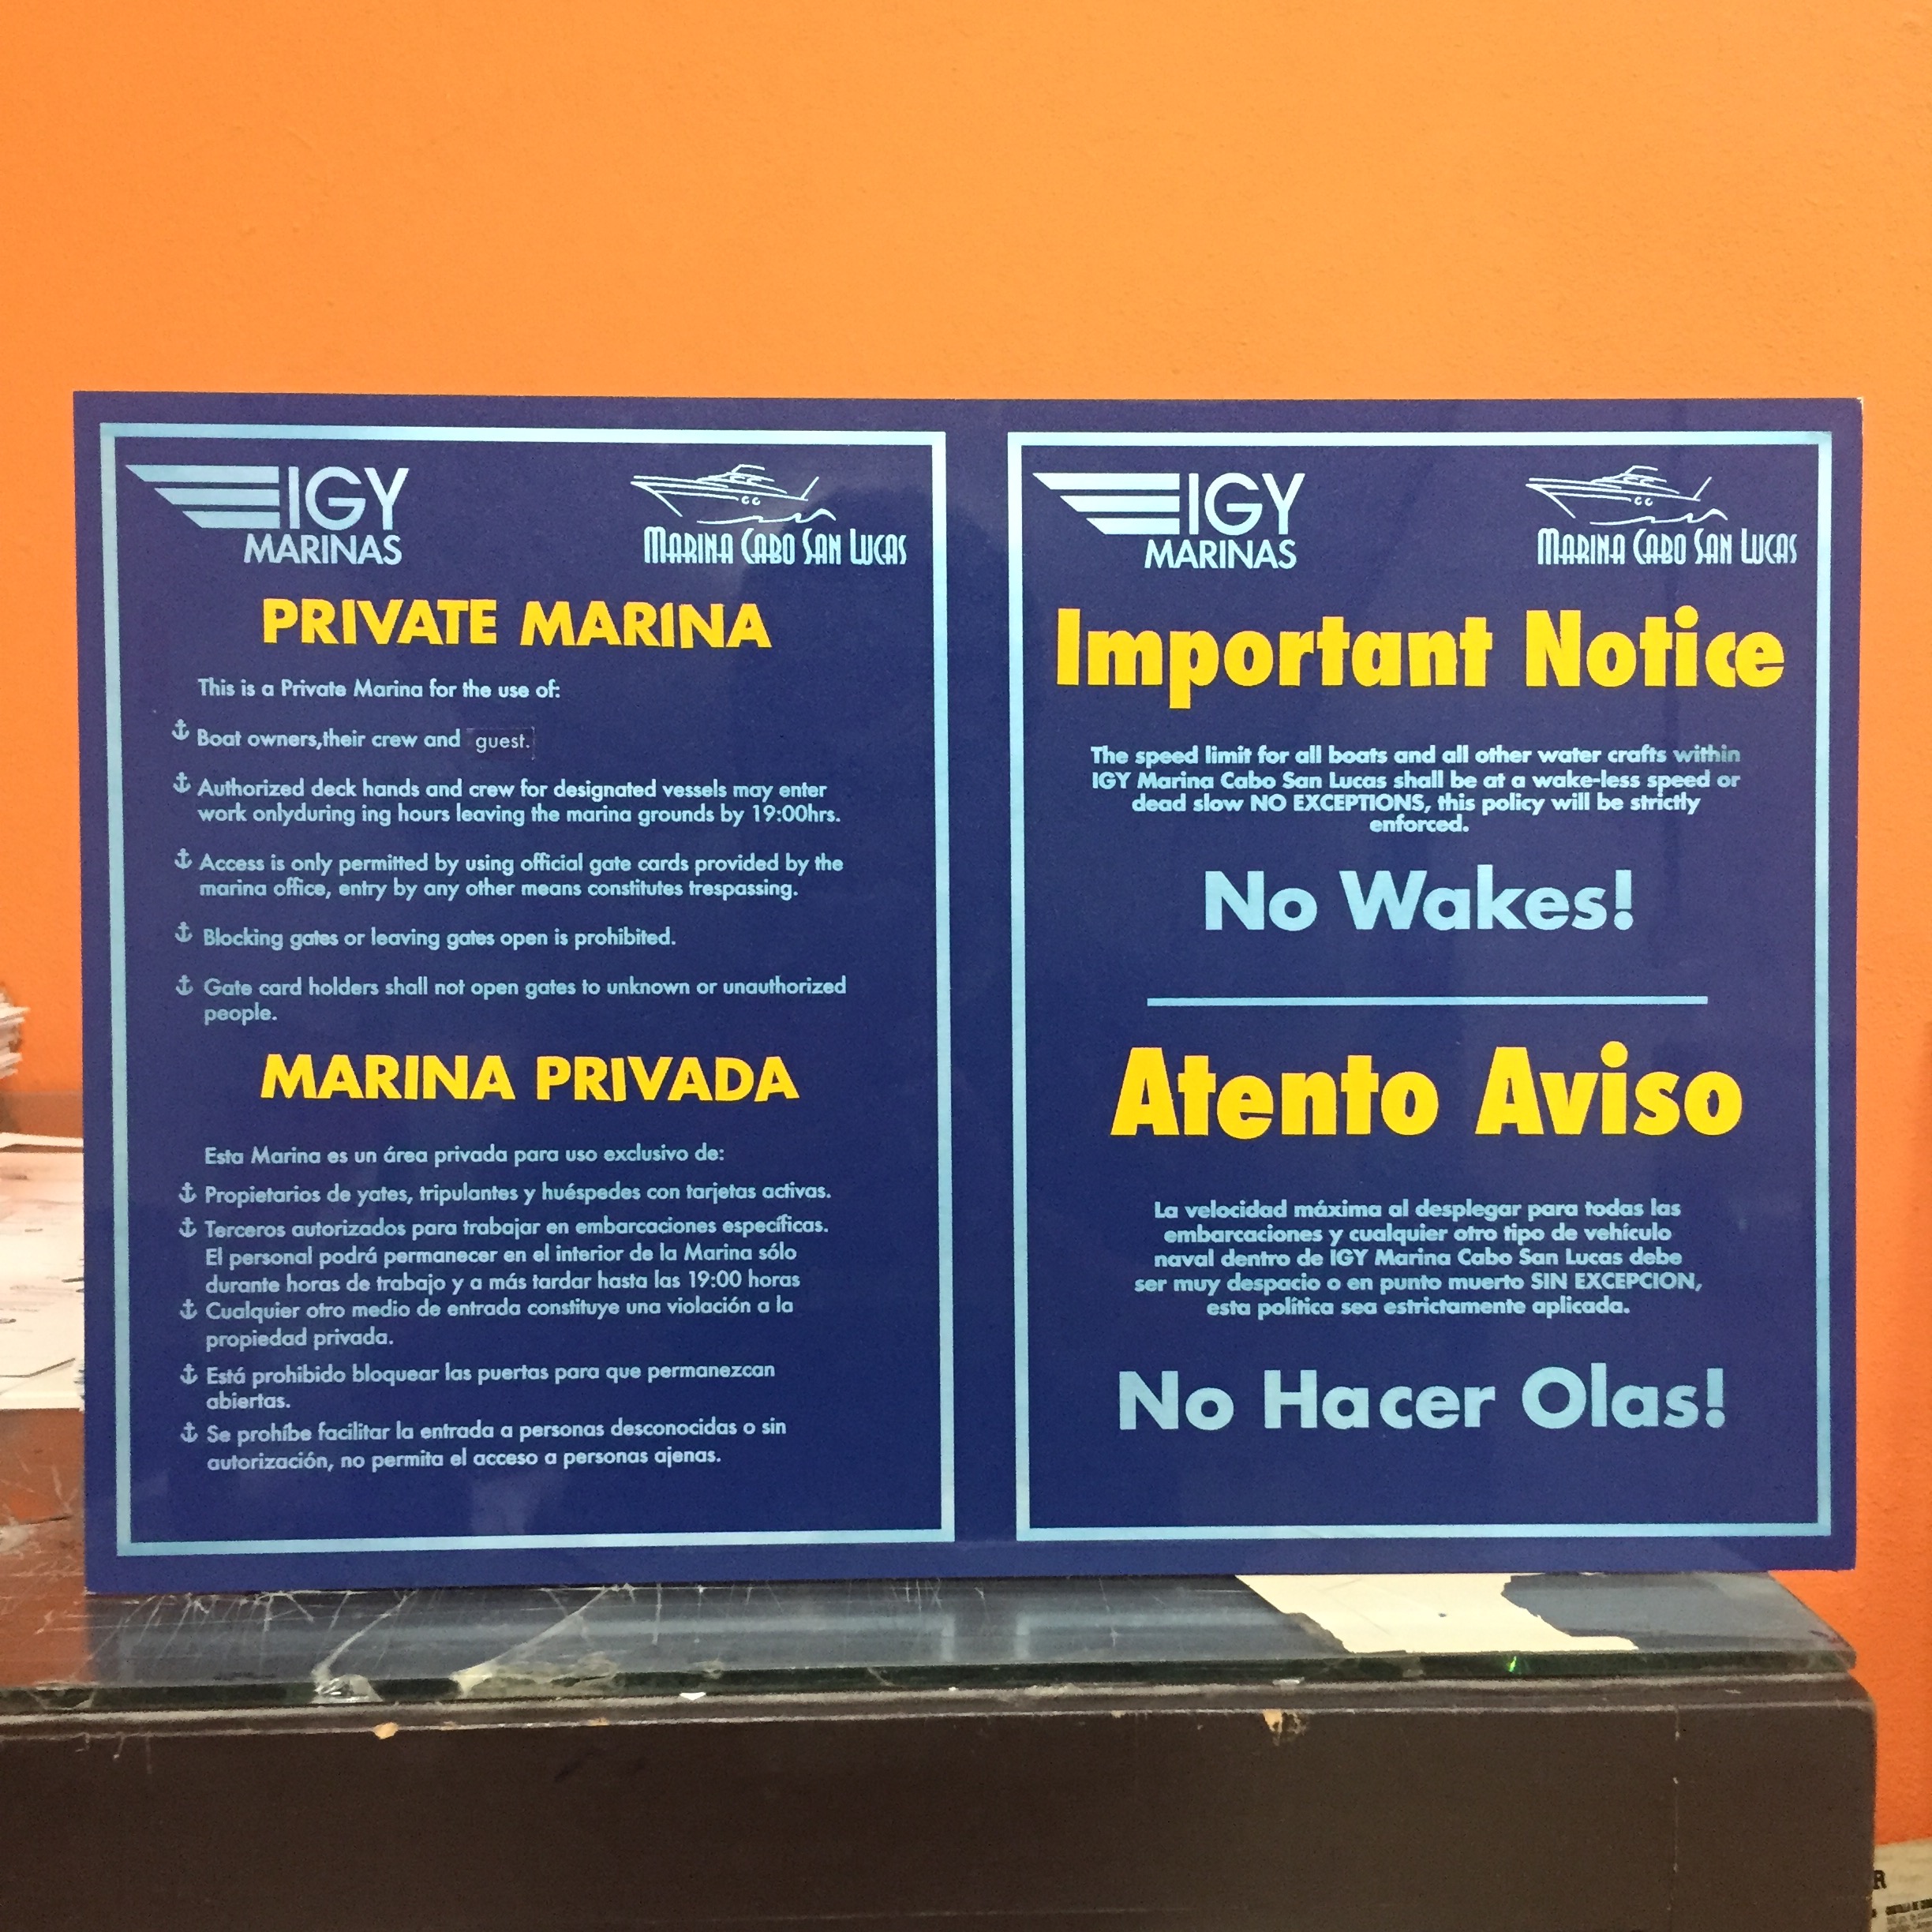 IGY
MARINAS
MARINA CABO SAN LUCAS
PRIVATE MARINA
This is a Private Marina for the use of:
Boat owners,their crew and guest.
Authorized deck hands and crew for designated vessels may enter
work onlyduring ing hours leaving the marina grounds by 19:00hrs.
Access is only permitted by using official gate cards provided by the
marina office, entry by any other means constitutes trespassing.
Blocking gates or leaving gates open is prohibited.
Gate card holders shall not open gates to unknown or unauthorized
people.
MARINA PRIVADA
Esta Marina es un área privada para uso exclusivo de:
Propietarios de yates, tripulantes y huéspedes con tarjetas activas.
Terceros autorizados para trabajar en embarcaciones específicas.
El personal podrá permanecer en el interior de la Marina sólo
durante horas de trabajo y a más tardar hasta las 19:00 horas
Cualquier otro medio de entrada constituye una violación a la
propiedad privada.
Está prohibido bloquear las puertas para que permanezcan
abiertas.
Se prohíbe facilitar la entrada a personas desconocidas o sin
autorización, no permita el acceso a personas ajenas.
IGY
MARINAS
MARINA CABO SAN LUCAS
Important Notice
The speed limit for all boats and all other water crafts within
IGY Marina Cabo San Lucas shall be at a wake-less speed or
dead slow NO EXCEPTIONS, this policy will be strictly
enforced.
No Wakes!
Atento Aviso
La velocidad máxima al desplegar para todas las
embarcaciones y cualquier otro tipo de vehículo
naval dentro de IGY Marina Cabo San Lucas debe
ser muy despacio o en punto muerto SIN EXCEPCION,
esta política sea estrictamente aplicada.
No Hacer Olas!